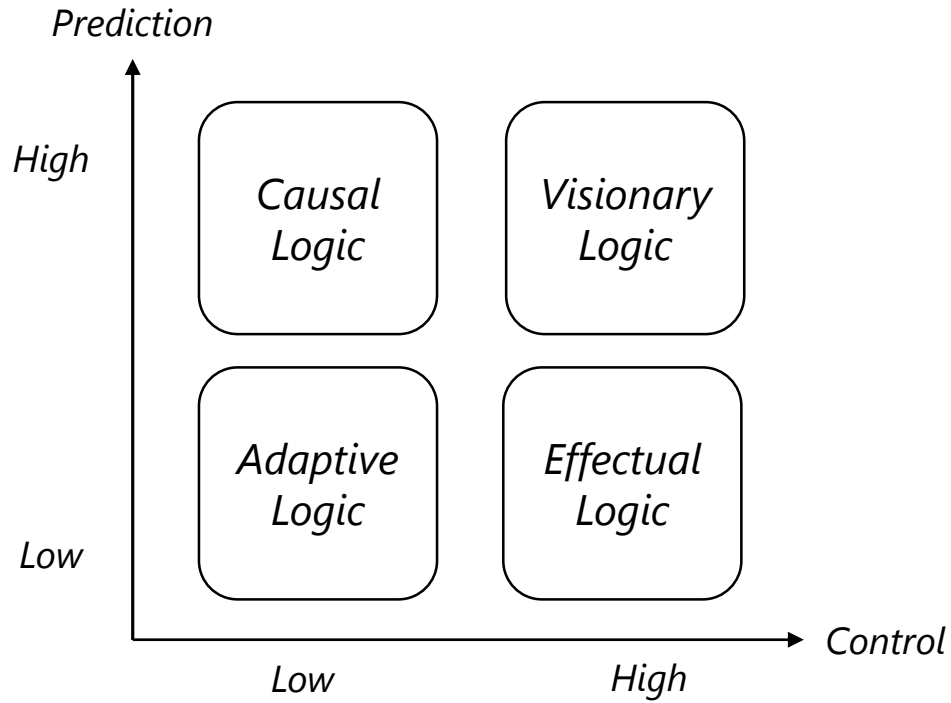 Prediction
High
Causal
Logic
Visionary
Logic
Adaptive
Logic
Effectual
Logic
Low
Control
Low
High